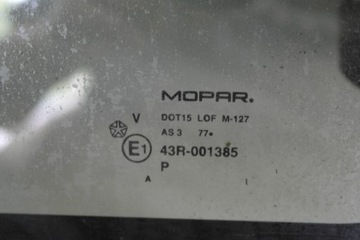 MOPAR.
V DOT15 LOF M-127
AS 3 77●
E1 43R-001385
P
A I